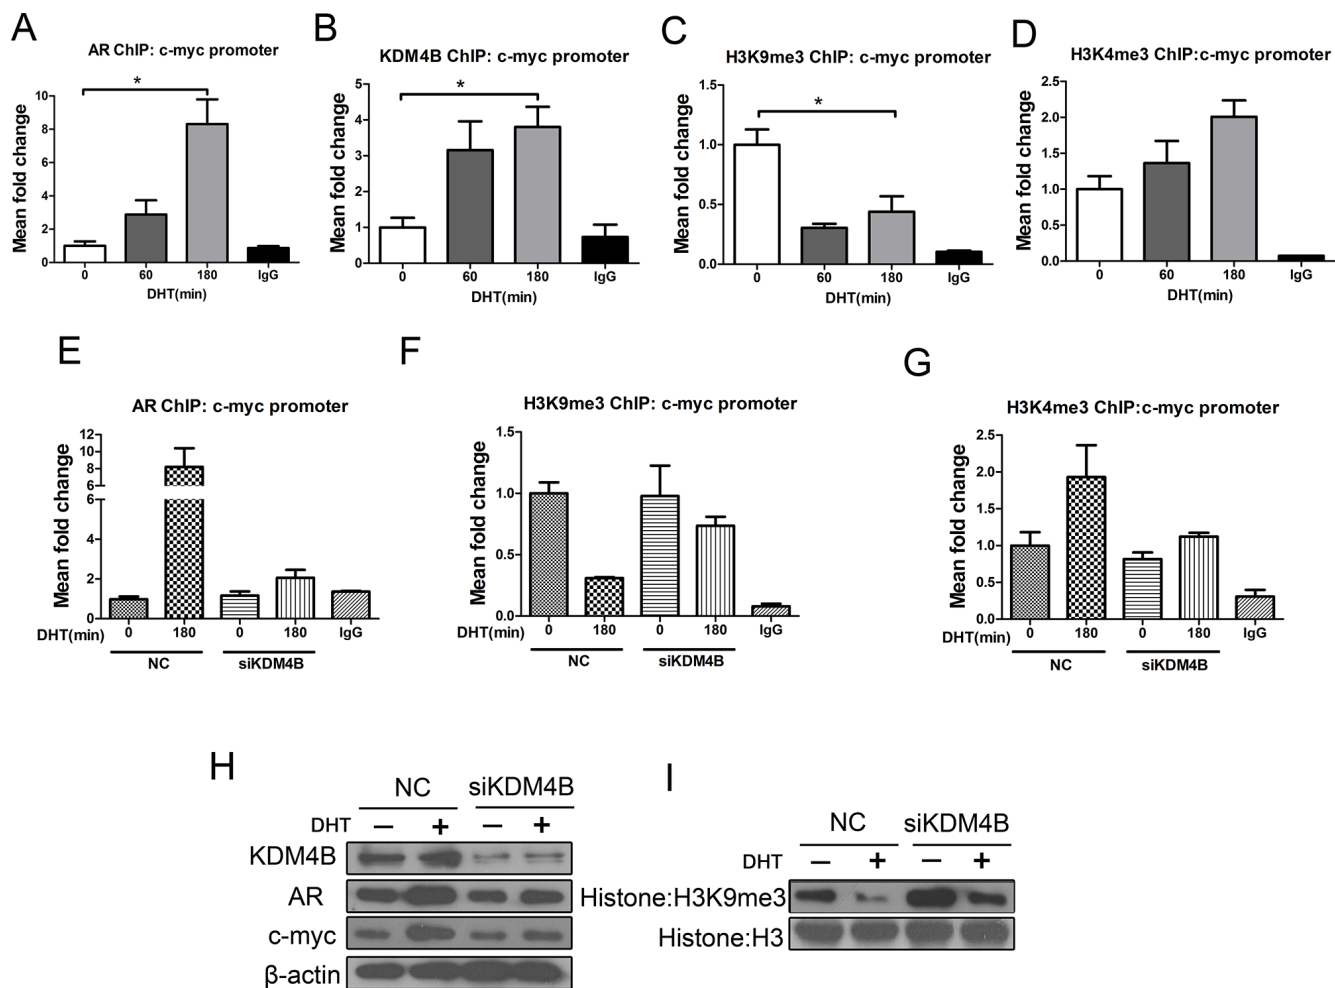 A
AR ChIP: c-myc promoter
Mean fold change
10
8
6
4
2
0
*
0 60 180 IgG
DHT(min)
B
KDM4B ChIP: c-myc promoter
Mean fold change
5
4
3
2
1
0
*
0 60 180 IgG
DHT(min)
C
H3K9me3 ChIP: c-myc promoter
Mean fold change
1.5
1.0
0.5
0.0
*
0 60 180 IgG
DHT(min)
D
H3K4me3 ChIP:c-myc promoter
Mean fold change
2.5
2.0
1.5
1.0
0.5
0.0
0 60 180 IgG
DHT(min)
E
AR ChIP: c-myc promoter
Mean fold change
12
10
8
6
6
4
2
0
DHT(min) 0 180 0 180 IgG
NC siKDM4B
F
H3K9me3 ChIP: c-myc promoter
Mean fold change
1.5
1.0
0.5
0.0
DHT(min) 0 180 0 180 IgG
NC siKDM4B
G
H3K4me3 ChIP:c-myc promoter
Mean fold change
2.5
2.0
1.5
1.0
0.5
0.0
DHT(min) 0 180 0 180 IgG
NC siKDM4B
H
NC siKDM4B
DHT − + − +
KDM4B
AR
c-myc
β-actin
I
NC siKDM4B
DHT − + − +
Histone:H3K9me3
Histone:H3